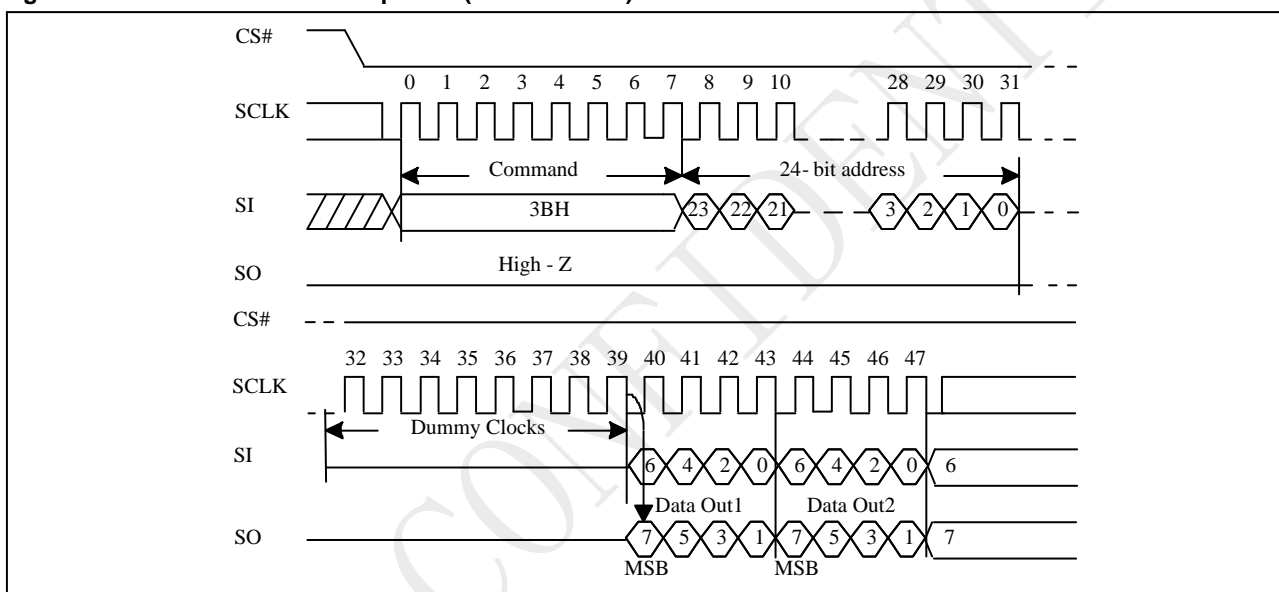 CS#
0 1 2 3 4 5 6 7 8 9 10 28 29 30 31
SCLK
Command 24- bit address
SI 3BH 23 22 21 3 2 1 0
SO High - Z
CS#
32 33 34 35 36 37 38 39 40 41 42 43 44 45 46 47
SCLK
Dummy Clocks
SI 6 4 2 0 6 4 2 0 6
Data Out1 Data Out2
SO 7 5 3 1 7 5 3 1 7
MSB MSB